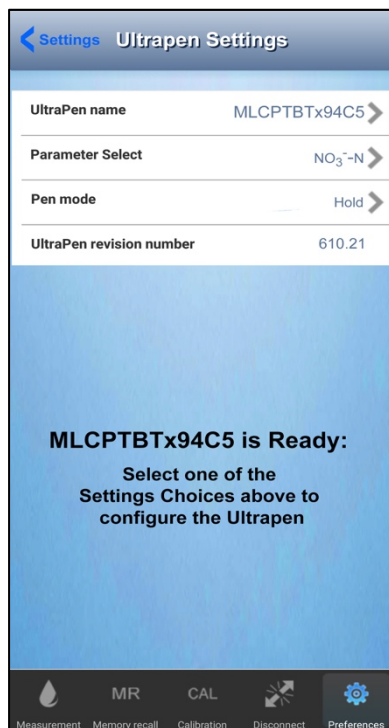 Settings Ultrapen Settings
UltraPen name MLCPTBTx94C5
Parameter Select NO₃⁻-N
Pen mode Hold
UltraPen revision number 610.21
MLCPTBTx94C5 is Ready:
Select one of the
Settings Choices above to
configure the Ultrapen
MR CAL
Measurement Memory recall Calibration Disconnect Preferences